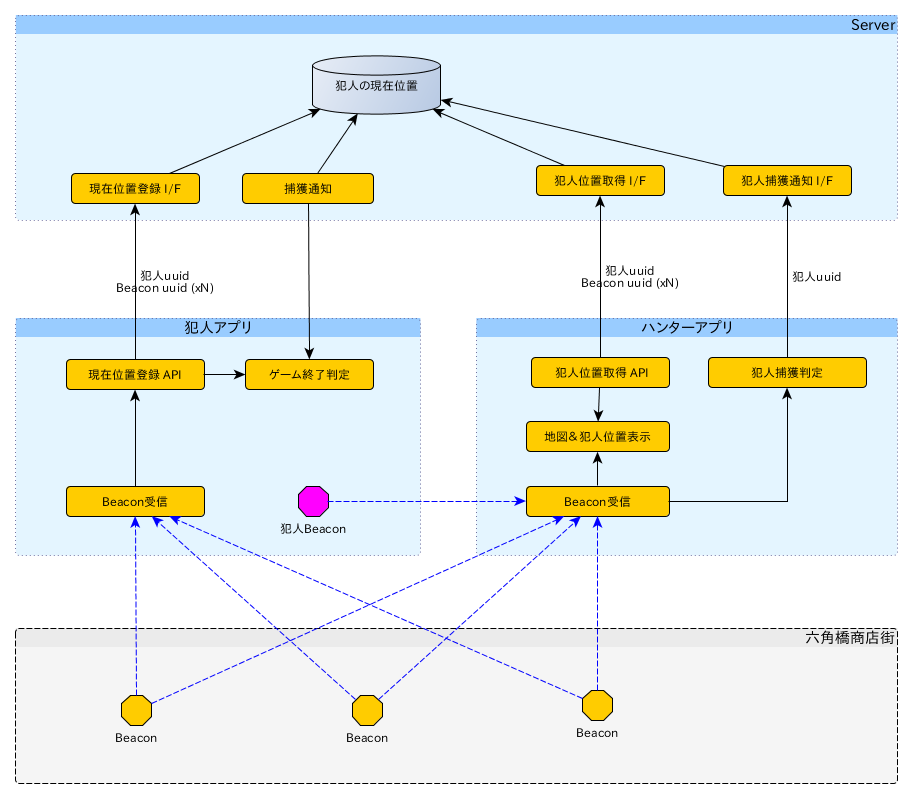 Server
犯人の現在位置
現在位置登録 I/F
捕獲通知
犯人位置取得 I/F
犯人捕獲通知 I/F
犯人uuid
Beacon uuid (xN)
犯人uuid
Beacon uuid (xN)
犯人uuid
犯人アプリ
現在位置登録 API
ゲーム終了判定
Beacon受信
犯人Beacon
ハンターアプリ
犯人位置取得 API
犯人捕獲判定
地図＆犯人位置表示
Beacon受信
六角橋商店街
Beacon
Beacon
Beacon